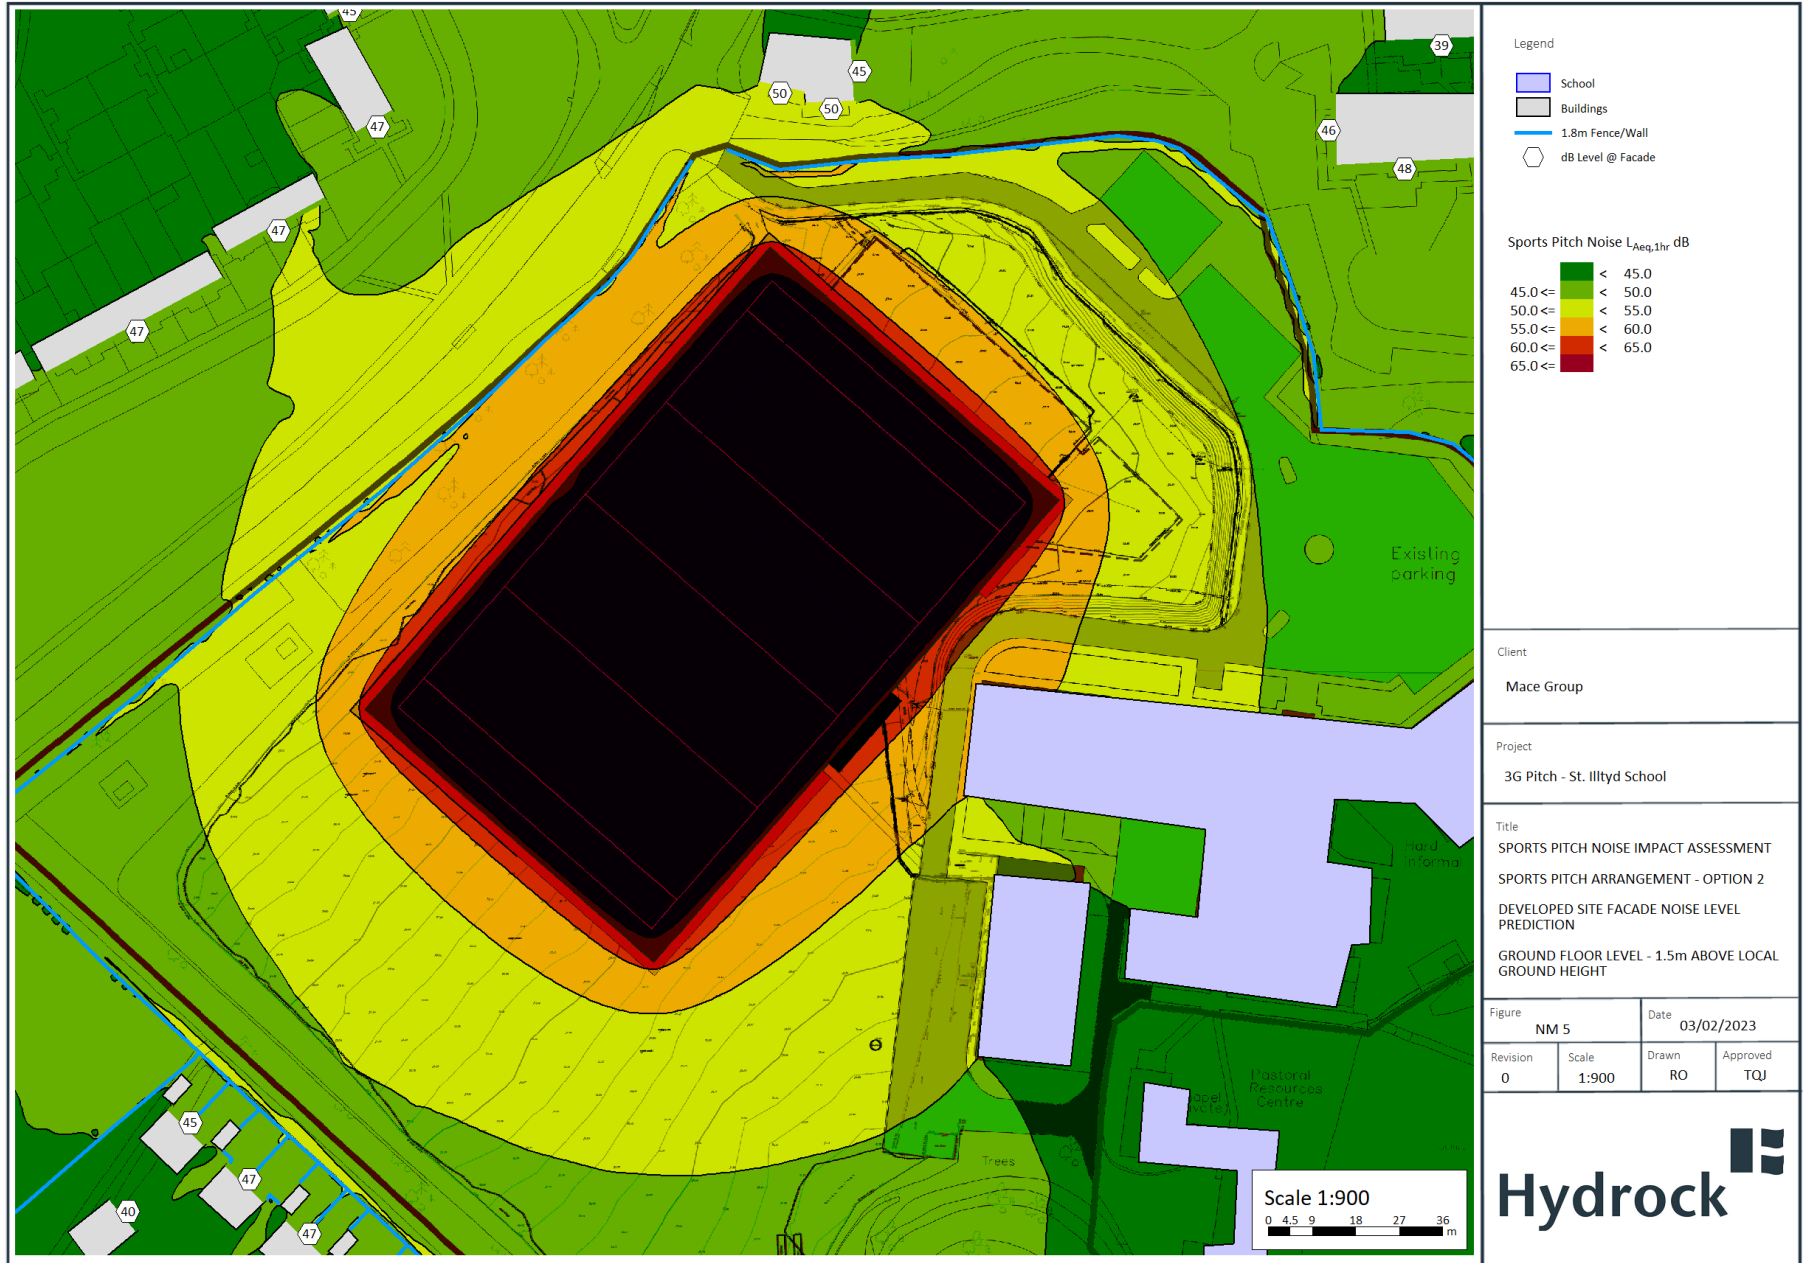 45
45
50
50
47
47
47
39
46
48
Existing
parking
Hard
Informal
Pastoral
Resources
Centre
Trees
45
47
40
47
Scale 1:900
0 4.5 9 18 27 36
m
Legend
School
Buildings
1.8m Fence/Wall
dB Level @ Facade
Sports Pitch Noise LAeq,1hr dB
< 45.0
45.0 <= < 50.0
50.0 <= < 55.0
55.0 <= < 60.0
60.0 <= < 65.0
65.0 <=
Client
Mace Group
Project
3G Pitch - St. Illtyd School
Title
SPORTS PITCH NOISE IMPACT ASSESSMENT
SPORTS PITCH ARRANGEMENT - OPTION 2
DEVELOPED SITE FACADE NOISE LEVEL
PREDICTION
GROUND FLOOR LEVEL - 1.5m ABOVE LOCAL
GROUND HEIGHT
Figure
NM 5
Date
03/02/2023
Revision
0
Scale
1:900
Drawn
RO
Approved
TQJ
Hydrock